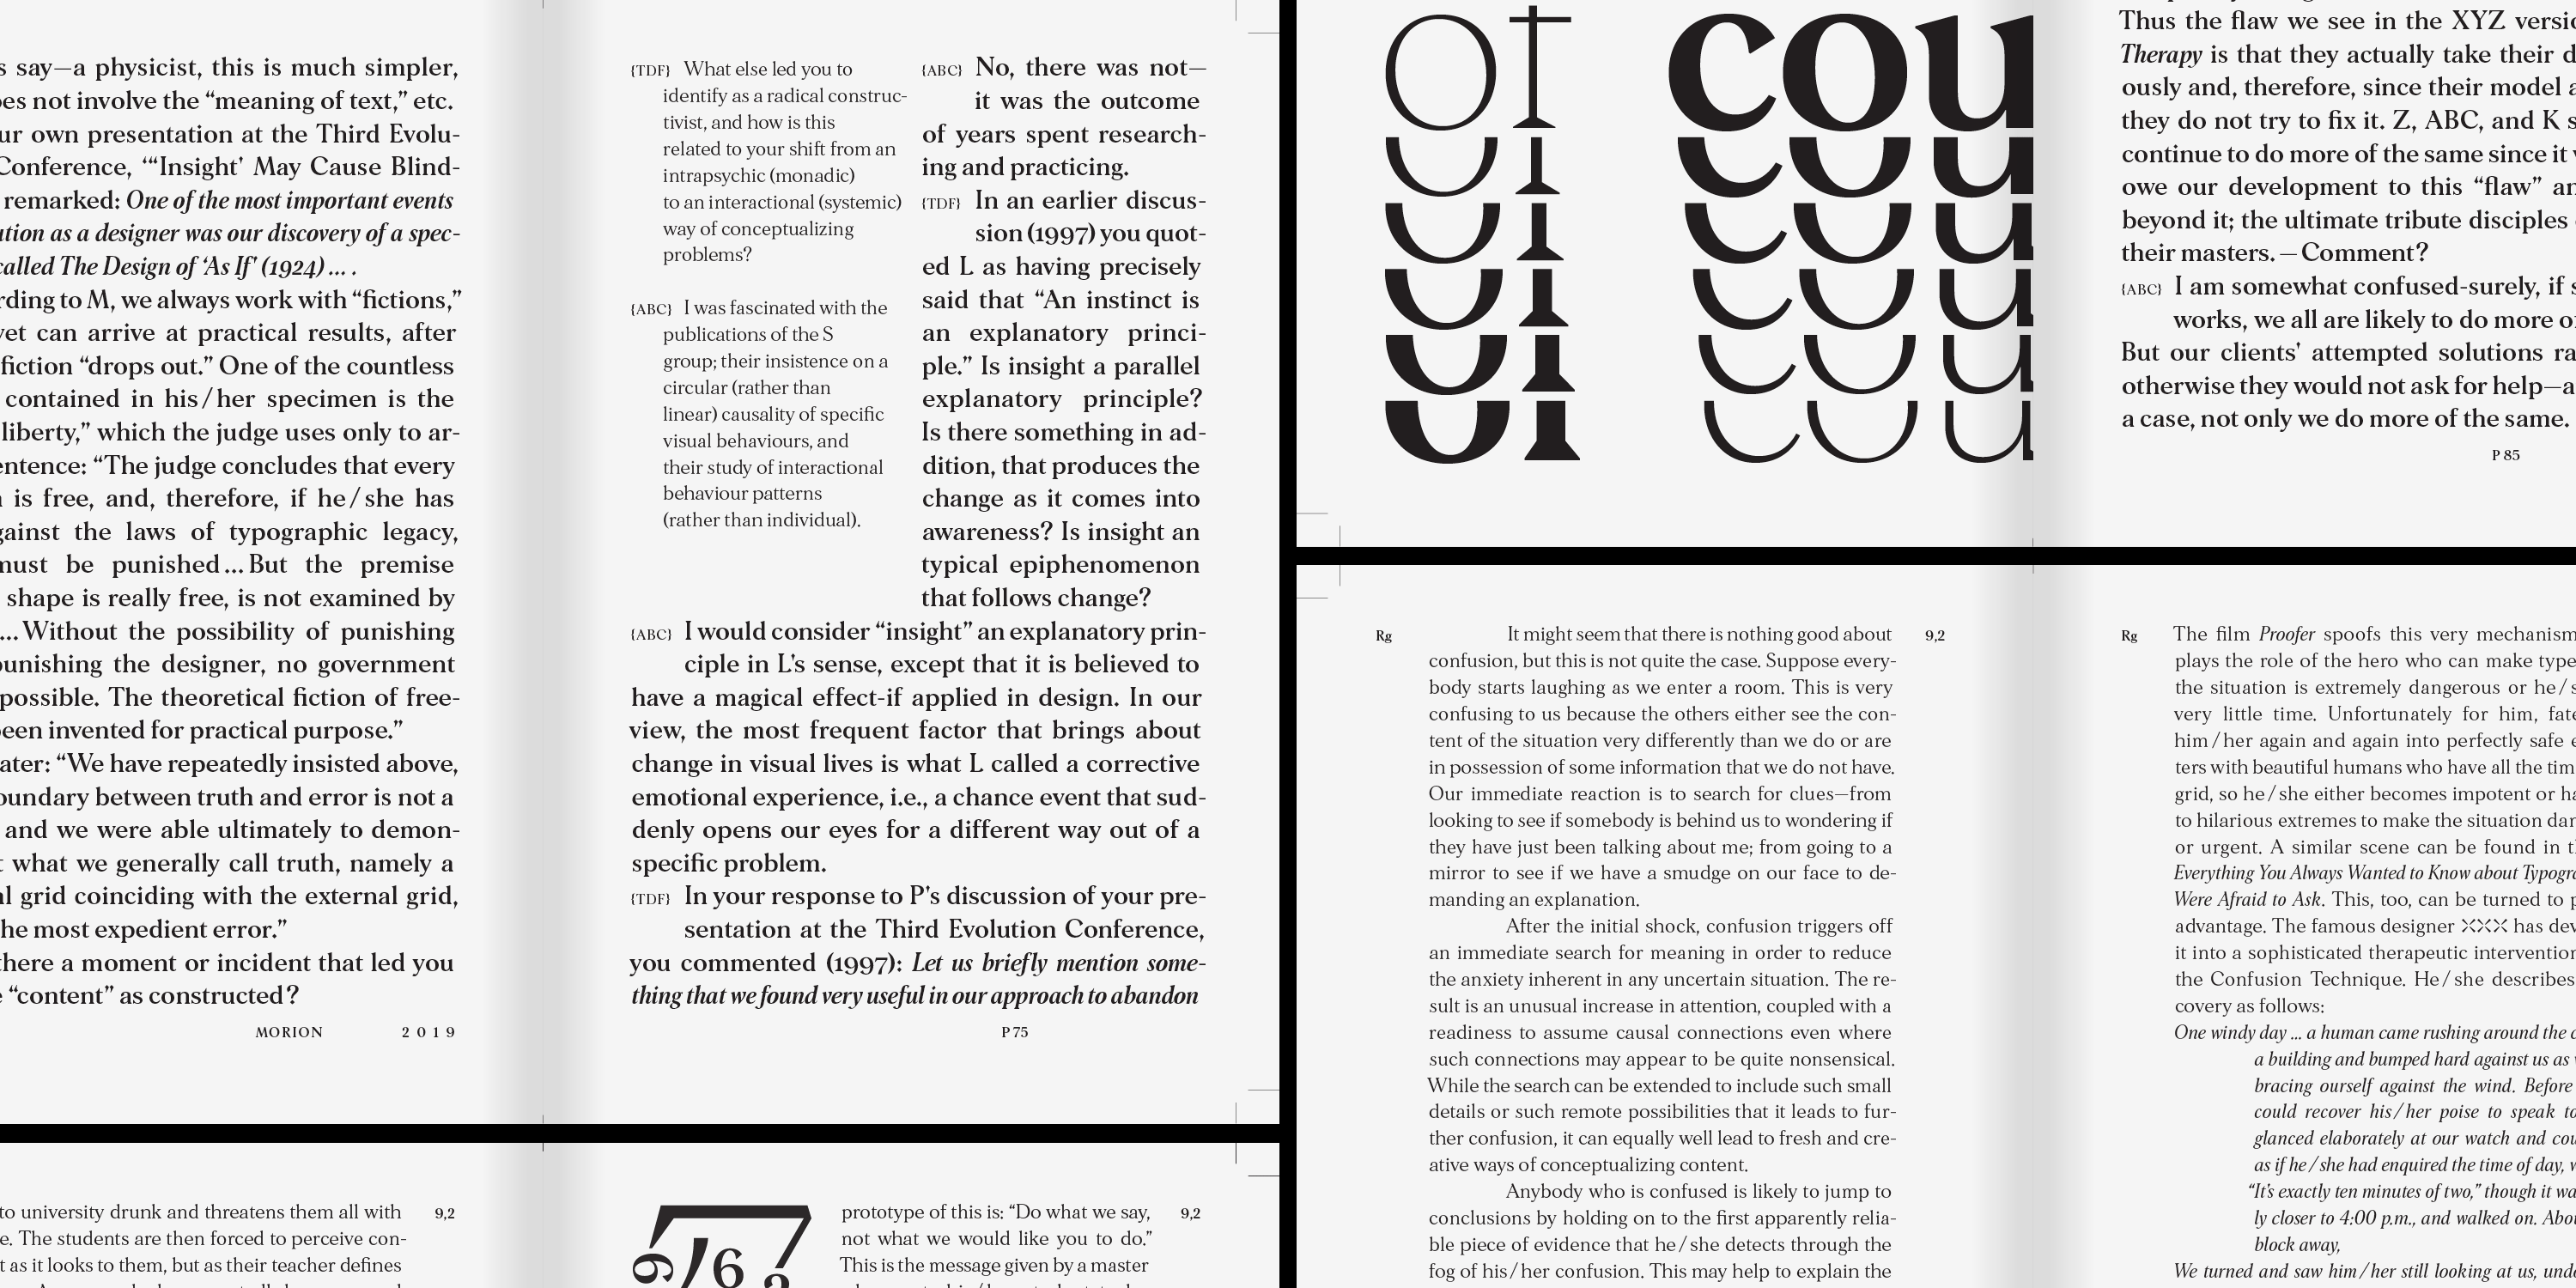 s say—a physicist, this is much simpler,
es not involve the “meaning of text,” etc.
ur own presentation at the Third Evolu-
Conference, “‘Insight’ May Cause Blind-
remarked: One of the most important events
ution as a designer was our discovery of a spec-
called The Design of ‘As If’ (1924)... .
rding to M, we always work with “fictions,”
yet can arrive at practical results, after
fiction “drops out.” One of the countless
contained in his/her specimen is the
liberty,” which the judge uses only to ar-
entence: “The judge concludes that every
is free, and, therefore, if he/she has
gainst the laws of typographic legacy,
must be punished...But the premise
shape is really free, is not examined by
...Without the possibility of punishing
punishing the designer, no government
possible. The theoretical fiction of free-
been invented for practical purpose.”
ater: “We have repeatedly insisted above,
oundary between truth and error is not a
and we were able ultimately to demon-
t what we generally call truth, namely a
al grid coinciding with the external grid,
the most expedient error.”
there a moment or incident that led you
e “content” as constructed?
MORION 2019
{TDF} What else led you to
identify as a radical construc-
tivist, and how is this
related to your shift from an
intrapsychic (monadic)
to an interactional (systemic)
way of conceptualizing
problems?
{ABC} I was fascinated with the
publications of the S
group; their insistence on a
circular (rather than
linear) causality of specific
visual behaviours, and
their study of interactional
behaviour patterns
(rather than individual).
{ABC} No, there was not—
it was the outcome
of years spent research-
ing and practicing.
{TDF} In an earlier discus-
sion (1997) you quot-
ed L as having precisely
said that “An instinct is
an explanatory princi-
ple.” Is insight a parallel
explanatory principle?
Is there something in ad-
dition, that produces the
change as it comes into
awareness? Is insight an
typical epiphenomenon
that follows change?
{ABC} I would consider “insight” an explanatory prin-
ciple in L’s sense, except that it is believed to
have a magical effect-if applied in design. In our
view, the most frequent factor that brings about
change in visual lives is what L called a corrective
emotional experience, i.e., a chance event that sud-
denly opens our eyes for a different way out of a
specific problem.
{TDF} In your response to P’s discussion of your pre-
sentation at the Third Evolution Conference,
you commented (1997): Let us briefly mention some-
thing that we found very useful in our approach to abandon
P 75
cou
Thus the flaw we see in the XYZ versi
Therapy is that they actually take their d
ously and, therefore, since their model a
they do not try to fix it. Z, ABC, and K s
continue to do more of the same since it w
owe our development to this “flaw” an
beyond it; the ultimate tribute disciples
their masters. — Comment?
{ABC} I am somewhat confused-surely, if s
works, we all are likely to do more o
But our clients’ attempted solutions ra
otherwise they would not ask for help—a
a case, not only we do more of the same.
P 85
to university drunk and threatens them all with 9,2
e. The students are then forced to perceive con-
t as it looks to them, but as their teacher defines
7
6
prototype of this is: “Do what we say, 9,2
not what we would like you to do.”
This is the message given by a master
Rg It might seem that there is nothing good about 9,2
confusion, but this is not quite the case. Suppose every-
body starts laughing as we enter a room. This is very
confusing to us because the others either see the con-
tent of the situation very differently than we do or are
in possession of some information that we do not have.
Our immediate reaction is to search for clues—from
looking to see if somebody is behind us to wondering if
they have just been talking about me; from going to a
mirror to see if we have a smudge on our face to de-
manding an explanation.
After the initial shock, confusion triggers off
an immediate search for meaning in order to reduce
the anxiety inherent in any uncertain situation. The re-
sult is an unusual increase in attention, coupled with a
readiness to assume causal connections even where
such connections may appear to be quite nonsensical.
While the search can be extended to include such small
details or such remote possibilities that it leads to fur-
ther confusion, it can equally well lead to fresh and cre-
ative ways of conceptualizing content.
Anybody who is confused is likely to jump to
conclusions by holding on to the first apparently relia-
ble piece of evidence that he/she detects through the
fog of his/her confusion. This may help to explain the
Rg The film Proofer spoofs this very mechanism
plays the role of the hero who can make type
the situation is extremely dangerous or he/s
very little time. Unfortunately for him, fate
him/her again and again into perfectly safe e
ters with beautiful humans who have all the tim
grid, so he/she either becomes impotent or ha
to hilarious extremes to make the situation dan
or urgent. A similar scene can be found in th
Everything You Always Wanted to Know about Typogra
Were Afraid to Ask. This, too, can be turned to p
advantage. The famous designer ××× has dev
it into a sophisticated therapeutic intervention
the Confusion Technique. He/she describes
covery as follows:
One windy day ... a human came rushing around the c
a building and bumped hard against us as w
bracing ourself against the wind. Before
could recover his/her poise to speak to
glanced elaborately at our watch and cou
as if he/she had enquired the time of day, w
“It’s exactly ten minutes of two,” though it wa
ly closer to 4:00 p.m., and walked on. Abo
block away,
We turned and saw him/her still looking at us, und